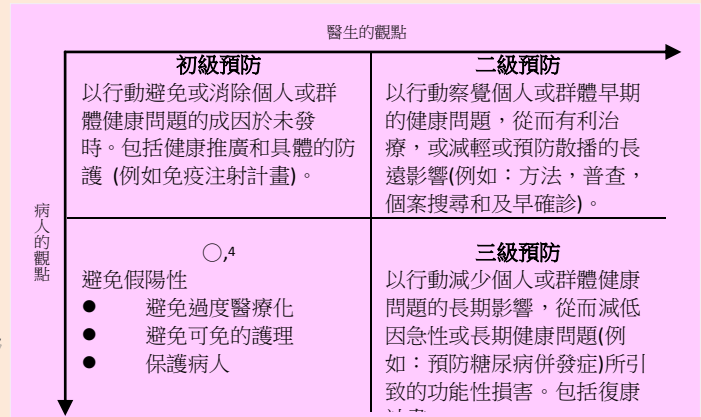 醫生的觀點
初級預防
以行動避免或消除個人或群
體健康問題的成因於未發
時。包括健康推廣和具體的防
護 (例如免疫注射計畫)。
二級預防
以行動察覺個人或群體早期
的健康問題，從而有利治
療，或減輕或預防散播的長
遠影響(例如：方法，普查，
個案搜尋和及早確診)。
病人的觀點
○,4
避免假陽性
● 避免過度醫療化
● 避免可免的護理
● 保護病人
三級預防
以行動減少個人或群體健康
問題的長期影響，從而減低
因急性或長期健康問題(例
如：預防糖尿病併發症)所引
致的功能性損害。包括復康